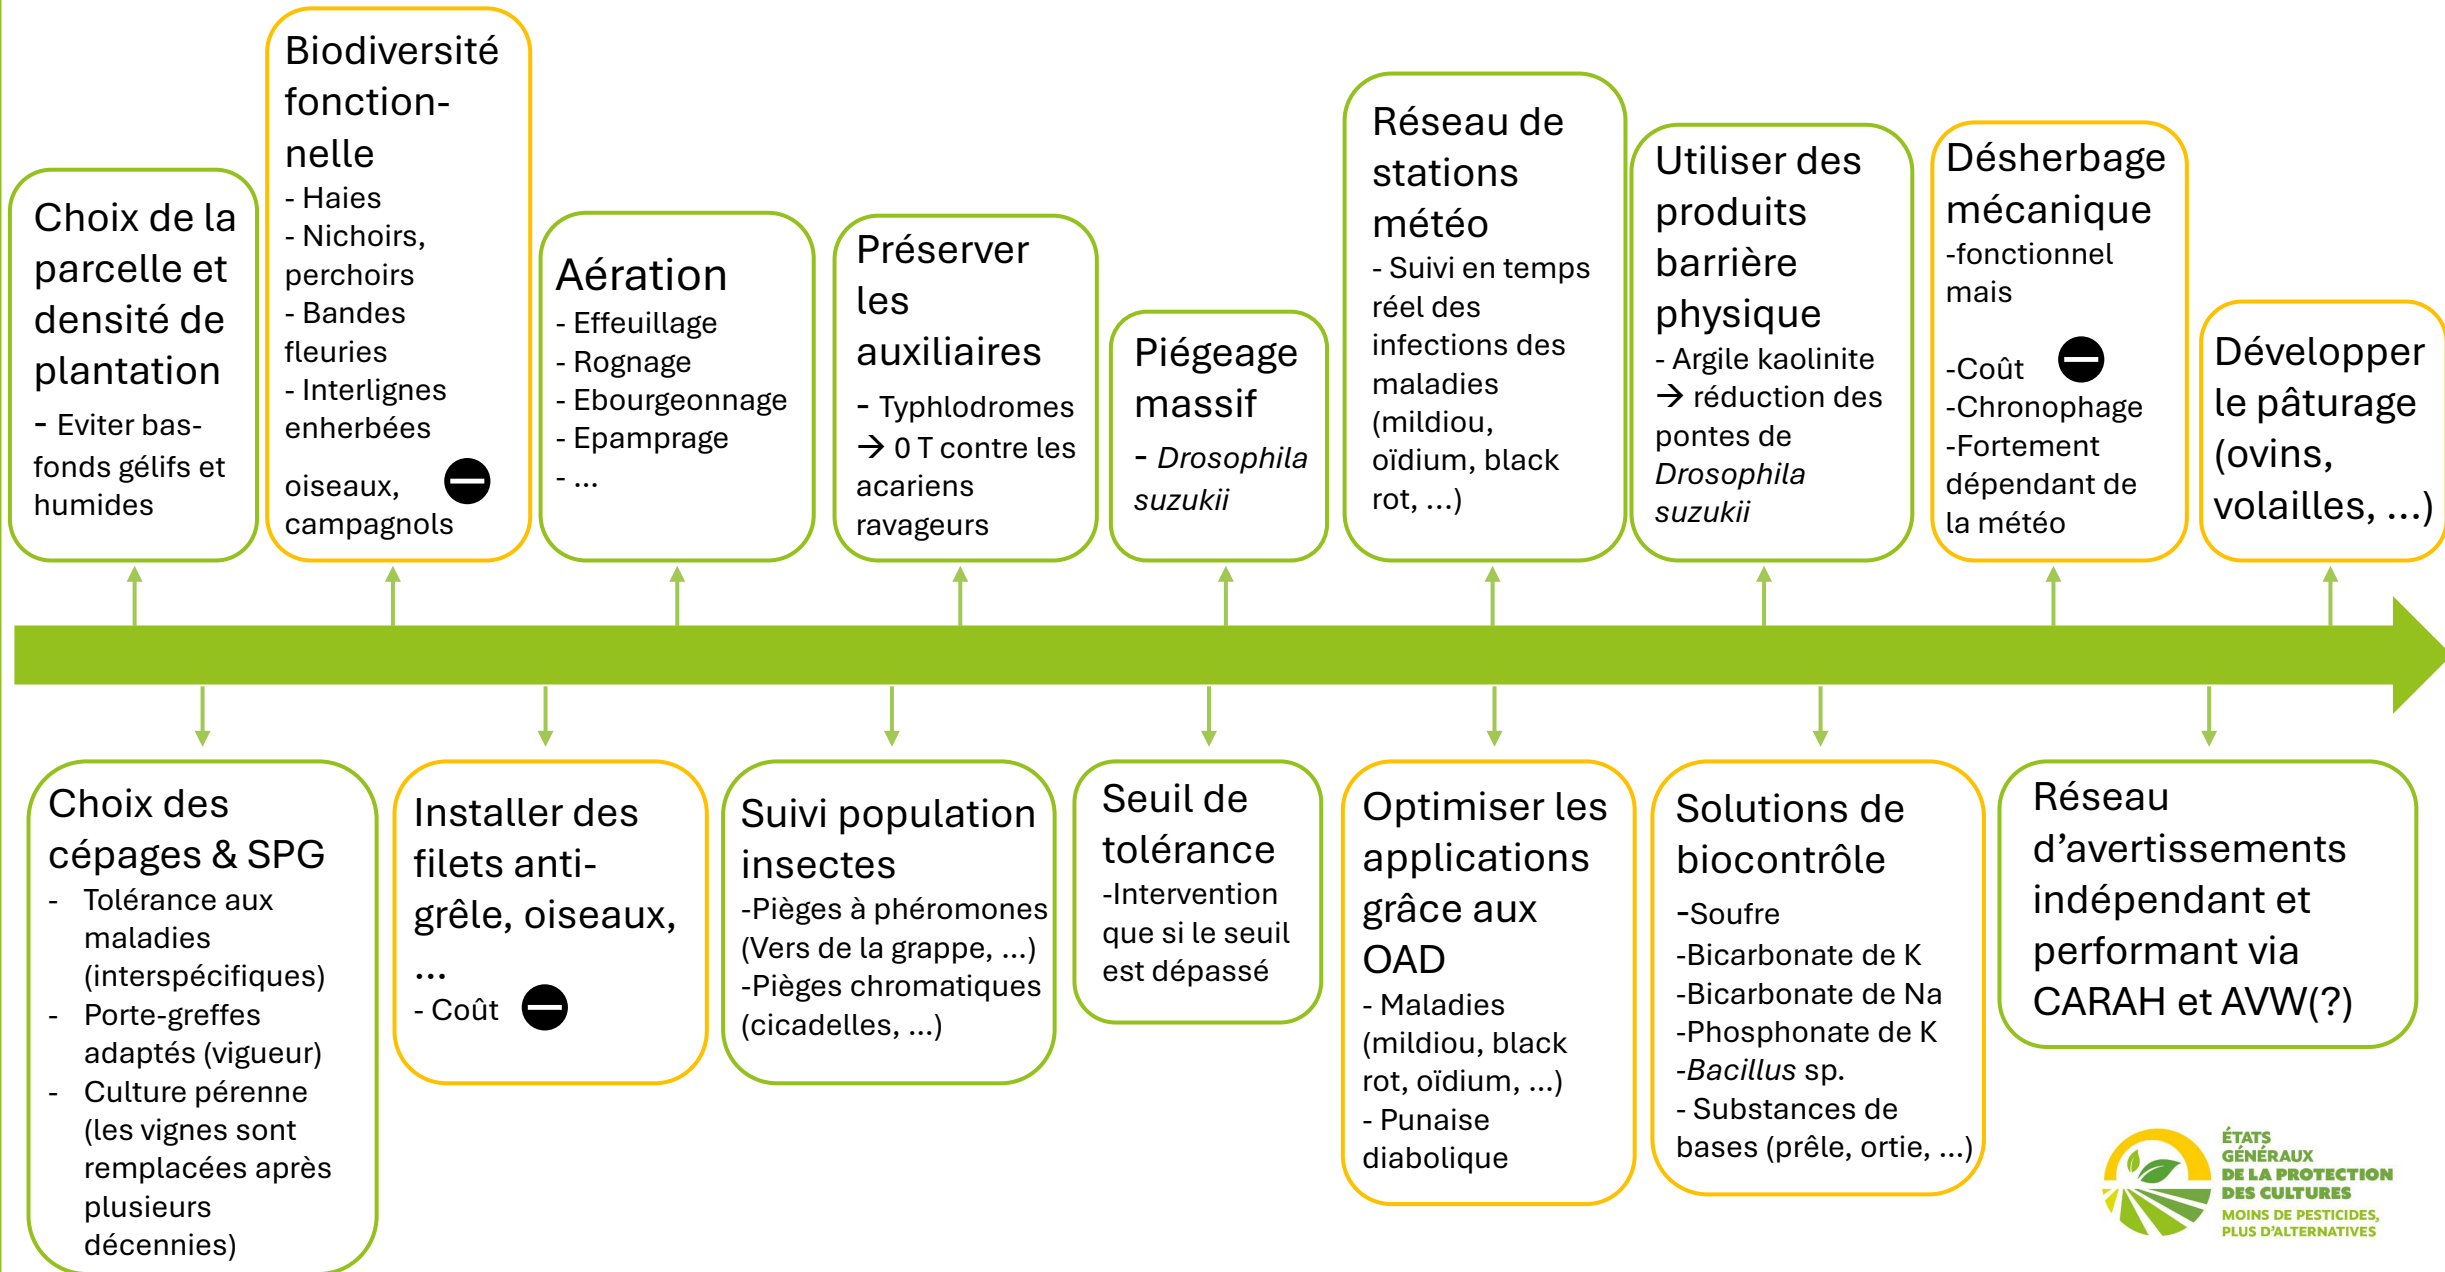 Choix de la
parcelle et
densité de
plantation
- Eviter bas-
fonds gélifs et
humides
Biodiversité
fonction-
nelle
- Haies
- Nichoirs,
perchoirs
- Bandes
fleuries
- Interlignes
enherbées
oiseaux,
campagnols
Aération
- Effeuillage
- Rognage
- Ebourgeonnage
- Epamprage
- ...
Préserver
les
auxiliaires
- Typhlodromes
→ 0 T contre les
acariens
ravageurs
Piégeage
massif
- Drosophila
suzukii
Réseau de
stations
météo
- Suivi en temps
réel des
infections des
maladies
(mildiou,
oïdium, black
rot, ...)
Utiliser des
produits
barrière
physique
- Argile kaolinite
→ réduction des
pontes de
Drosophila
suzukii
Désherbage
mécanique
-fonctionnel
mais
-Coût
-Chronophage
-Fortement
dépendant de
la météo
Développer
le pâturage
(ovins,
volailles, ...)
Choix des
cépages & SPG
- Tolérance aux
maladies
(interspécifiques)
- Porte-greffes
adaptés (vigueur)
- Culture pérenne
(les vignes sont
remplacées après
plusieurs
décennies)
Installer des
filets anti-
grêle, oiseaux,
...
- Coût
Suivi population
insectes
-Pièges à phéromones
(Vers de la grappe, ...)
-Pièges chromatiques
(cicadelles, ...)
Seuil de
tolérance
-Intervention
que si le seuil
est dépassé
Optimiser les
applications
grâce aux
OAD
- Maladies
(mildiou, black
rot, oïdium, ...)
- Punaise
diabolique
Solutions de
biocontrôle
-Soufre
-Bicarbonate de K
-Bicarbonate de Na
-Phosphonate de K
-Bacillus sp.
- Substances de
bases (prêle, ortie, ...)
Réseau
d’avertissements
indépendant et
performant via
CARAH et AVW(?)
ÉTATS
GÉNÉRAUX
DE LA PROTECTION
DES CULTURES
MOINS DE PESTICIDES,
PLUS D'ALTERNATIVES